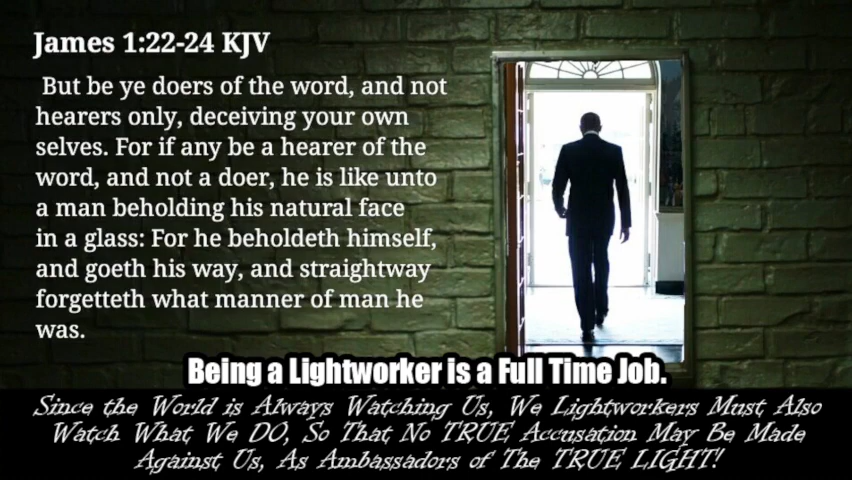 James 1:22-24 KJV
But be ye doers of the word, and not
hearers only, deceiving your own
selves. For if any be a hearer of the
word, and not a doer, he is like unto
a man beholding his natural face
in a glass: For he beholdeth himself,
and goeth his way, and straightway
forgetteth what manner of man he
was.
Being a Lightworker is a Full Time Job.
Since the World is Always Watching Us, We Lightworkers Must Also
Watch What We DO, So That No TRUE Accusation May Be Made
Against Us, As Ambassadors of The TRUE LIGHT!